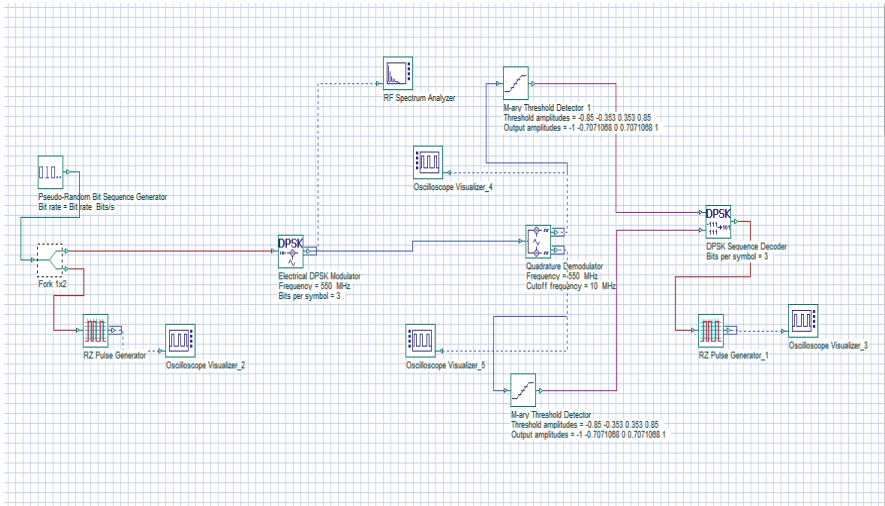 RF Spectrum Analyzer
M-ary Threshold Detector_1
Threshold amplitudes = -0.85 -0.353 0.353 0.85
Output amplitudes = -1 -0.7071068 0 0.7071068 1
Oscilloscope Visualizer_4
Pseudo-Random Bit Sequence Generator
Bit rate = Bit rate Bits/s
DPSK
Electrical DPSK Modulator
Frequency = 550 MHz
Bits per symbol = 3
Quadrature Demodulator
Frequency = 550 MHz
Cutoff frequency = 10 MHz
DPSK
DPSK Sequence Decoder
Bits per symbol = 3
Fork 1x2
RZ Pulse Generator
Oscilloscope Visualizer_2
Oscilloscope Visualizer_5
RZ Pulse Generator_1
Oscilloscope Visualizer_3
M-ary Threshold Detector
Threshold amplitudes = -0.85 -0.353 0.353 0.85
Output amplitudes = -1 -0.7071068 0 0.7071068 1